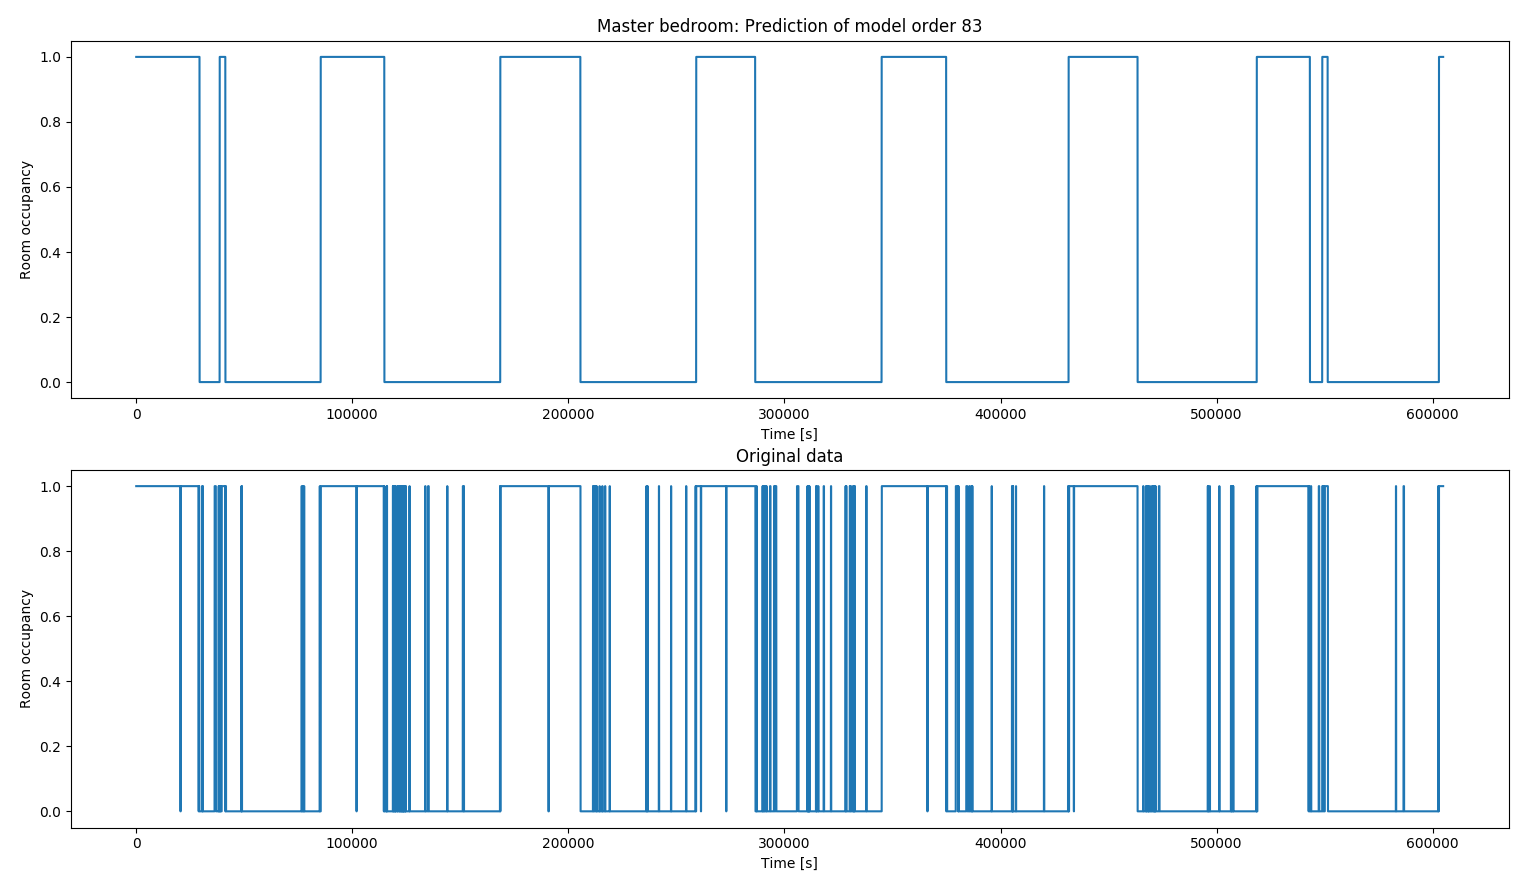 Master bedroom: Prediction of model order 83
1.0
0.8
0.6
0.4
0.2
0.0
Room occupancy
0 100000 200000 300000 400000 500000 600000
Time [s]
Original data
1.0
0.8
0.6
0.4
0.2
0.0
Room occupancy
0 100000 200000 300000 400000 500000 600000
Time [s]